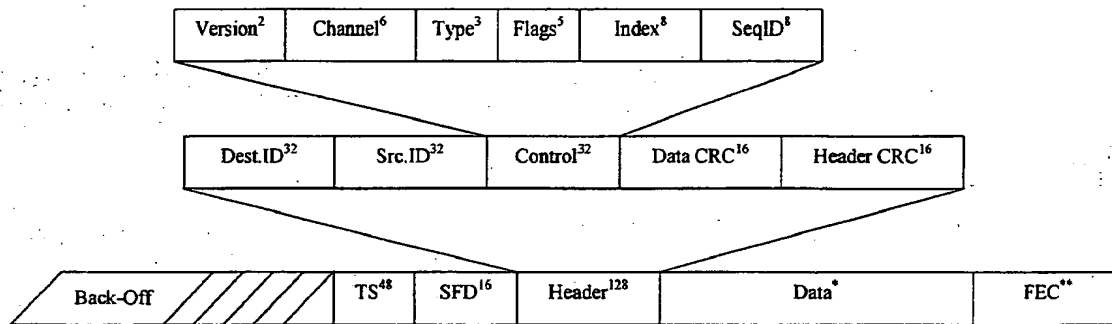 Version² Channel⁶ Type³ Flags⁵ Index⁸ SeqID⁸
Dest.ID³² Src.ID³² Control³² Data CRC¹⁶ Header CRC¹⁶
Back-Off TS⁴⁸ SFD¹⁶ Header¹²⁸ Data* FEC**